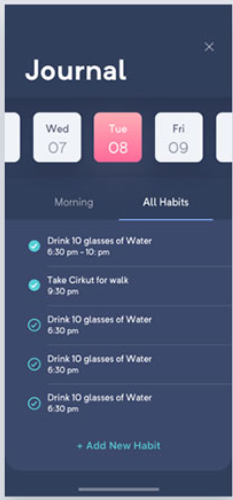 Journal
Wed
07
Tue
08
Fri
09
Morning
All Habits
Drink 10 glasses of Water
6:30 pm - 10: pm
Take Cirkut for walk
9:30 pm
Drink 10 glasses of Water
6:30 pm
Drink 10 glasses of Water
6:30 pm
Drink 10 glasses of Water
6:30 pm
+ Add New Habit